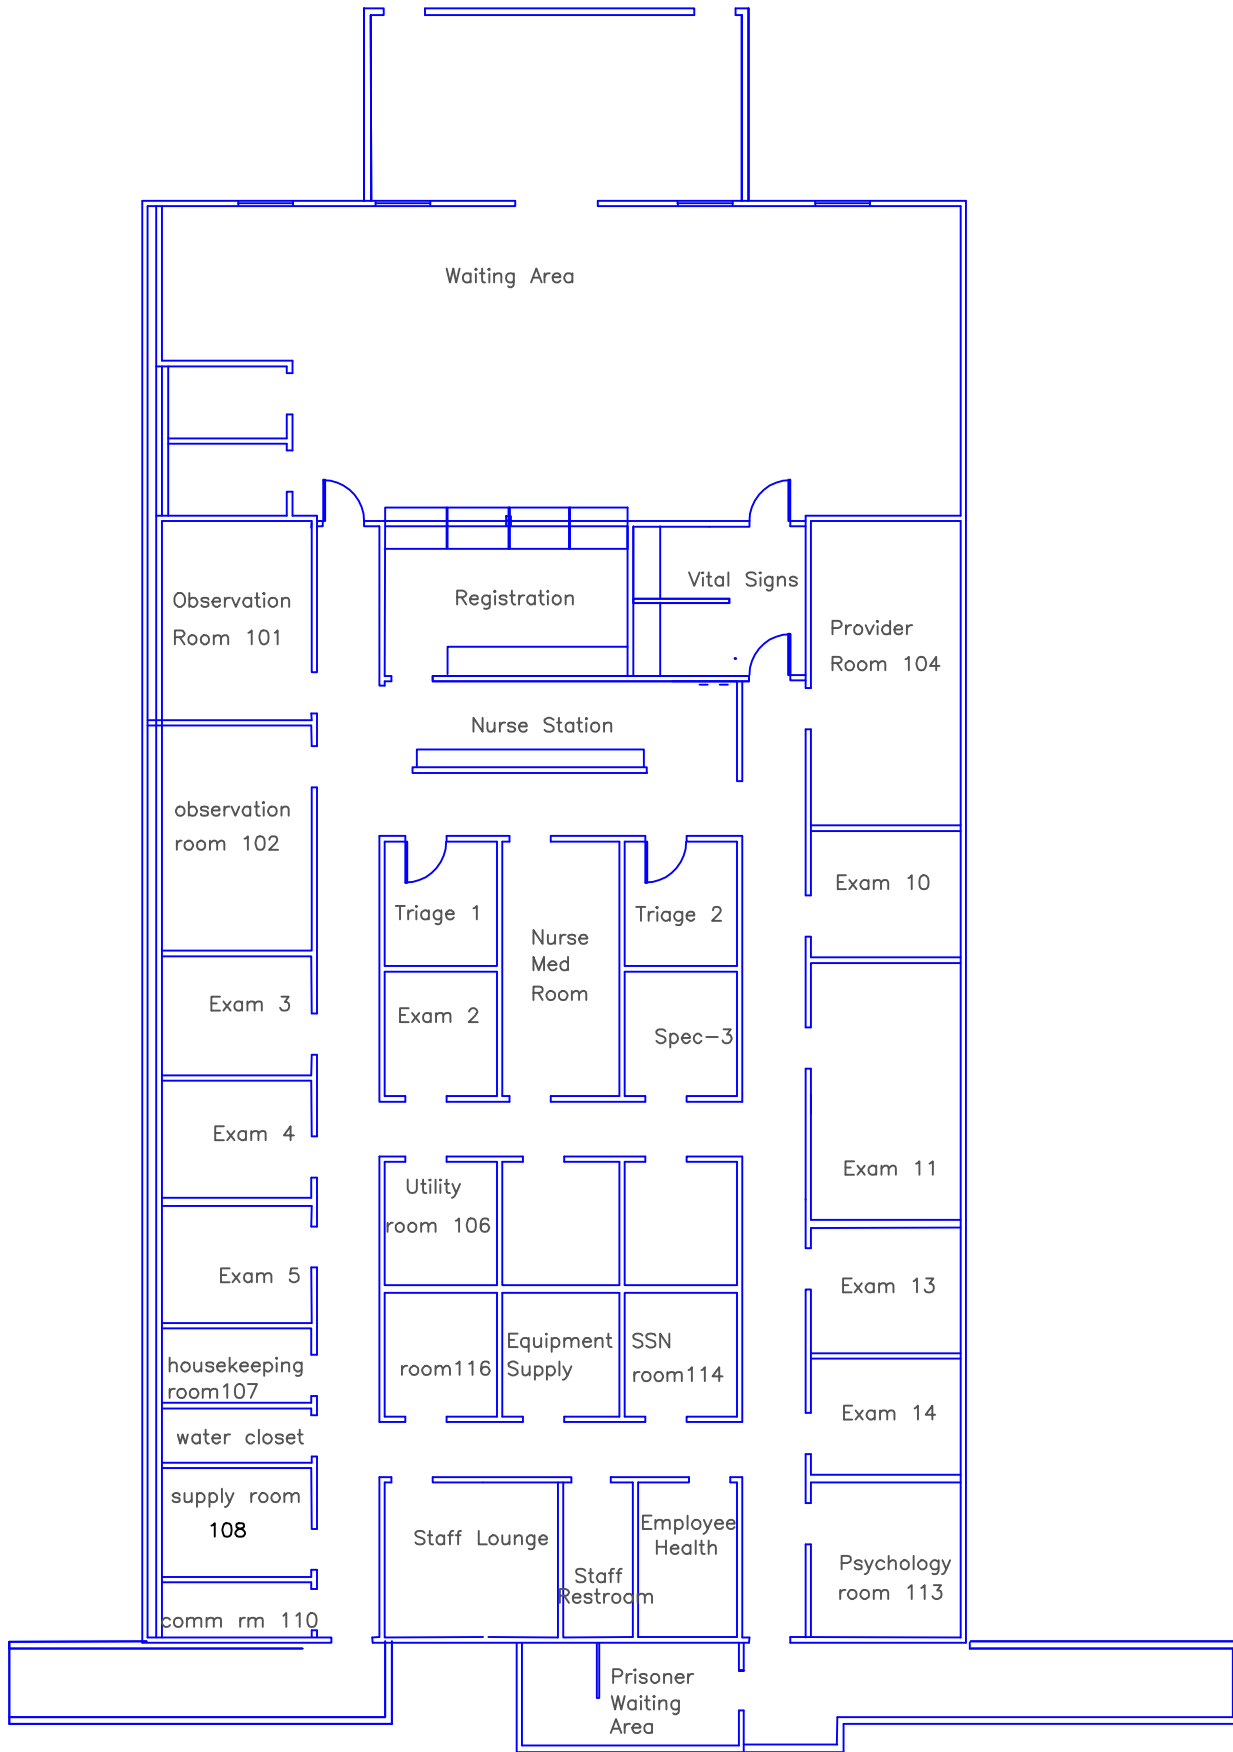 Waiting Area
Observation
Room 101
Registration
Vital Signs
Provider
Room 104
Nurse Station
observation
room 102
Exam 10
Triage 1
Triage 2
Nurse
Med
Room
Exam 3
Exam 2
Spec-3
Exam 4
Exam 11
Utility
room 106
Exam 5
Exam 13
housekeeping
room107
room116
Equipment
Supply
SSN
room114
Exam 14
water closet
supply room
108
Staff Lounge
Employee
Health
Staff
Restroom
Psychology
room 113
comm rm 110
Prisoner
Waiting
Area